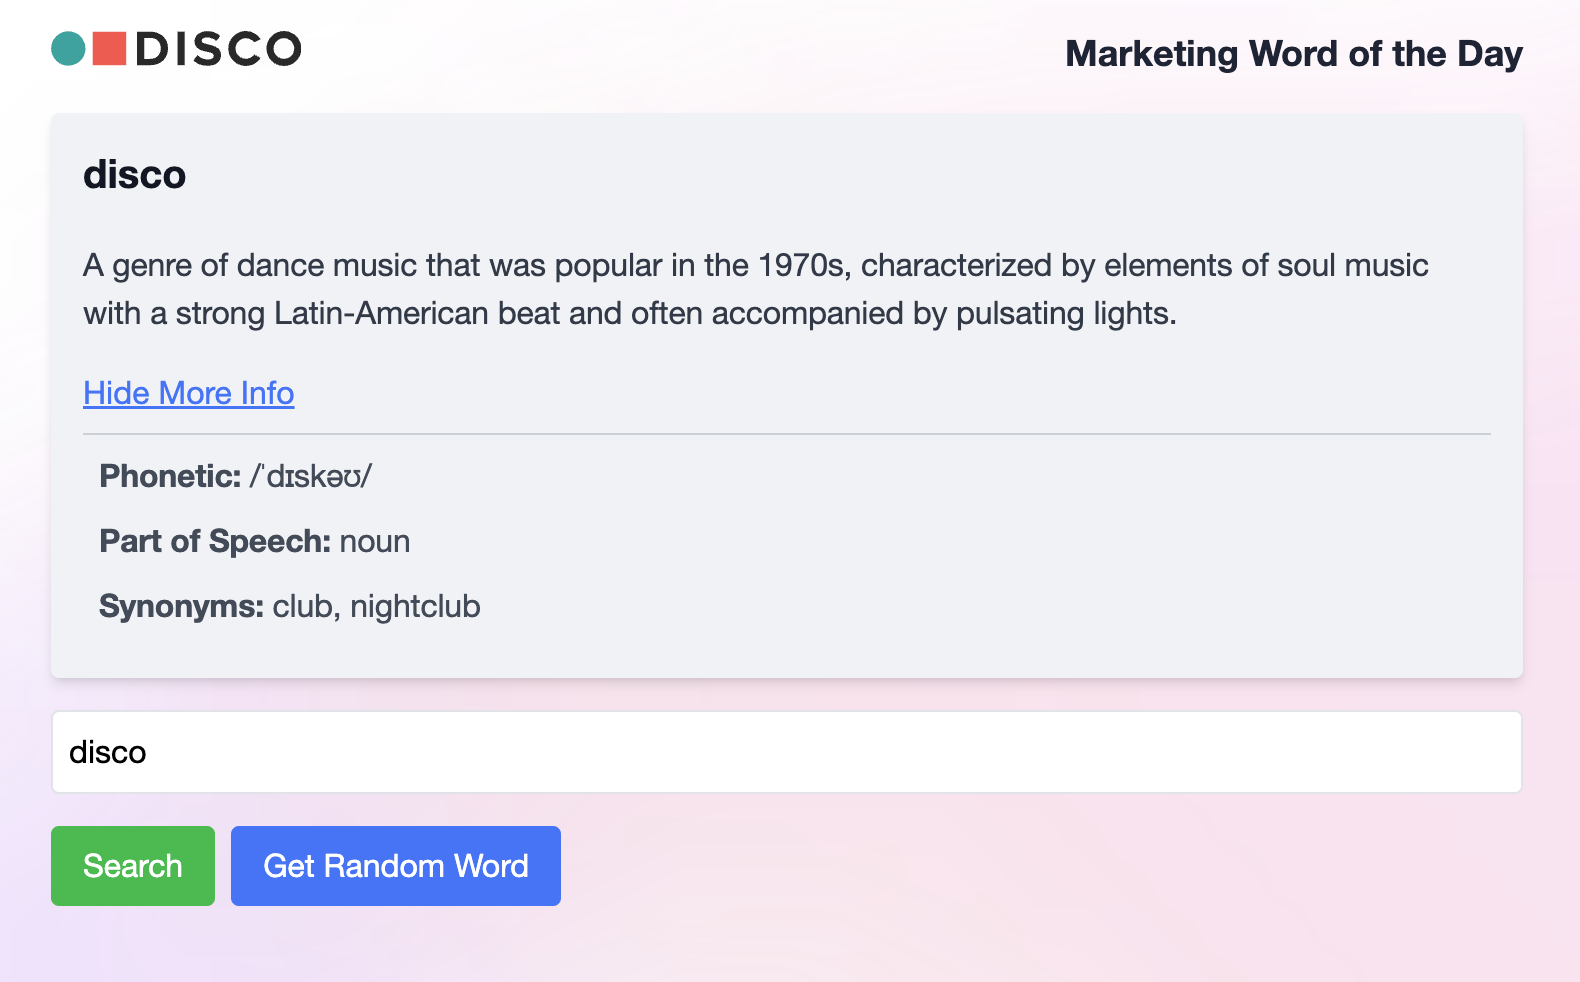 DISCO
Marketing Word of the Day
disco
A genre of dance music that was popular in the 1970s, characterized by elements of soul music
with a strong Latin-American beat and often accompanied by pulsating lights.
Hide More Info
Phonetic: /ˈdɪskəʊ/
Part of Speech: noun
Synonyms: club, nightclub
disco
Search
Get Random Word